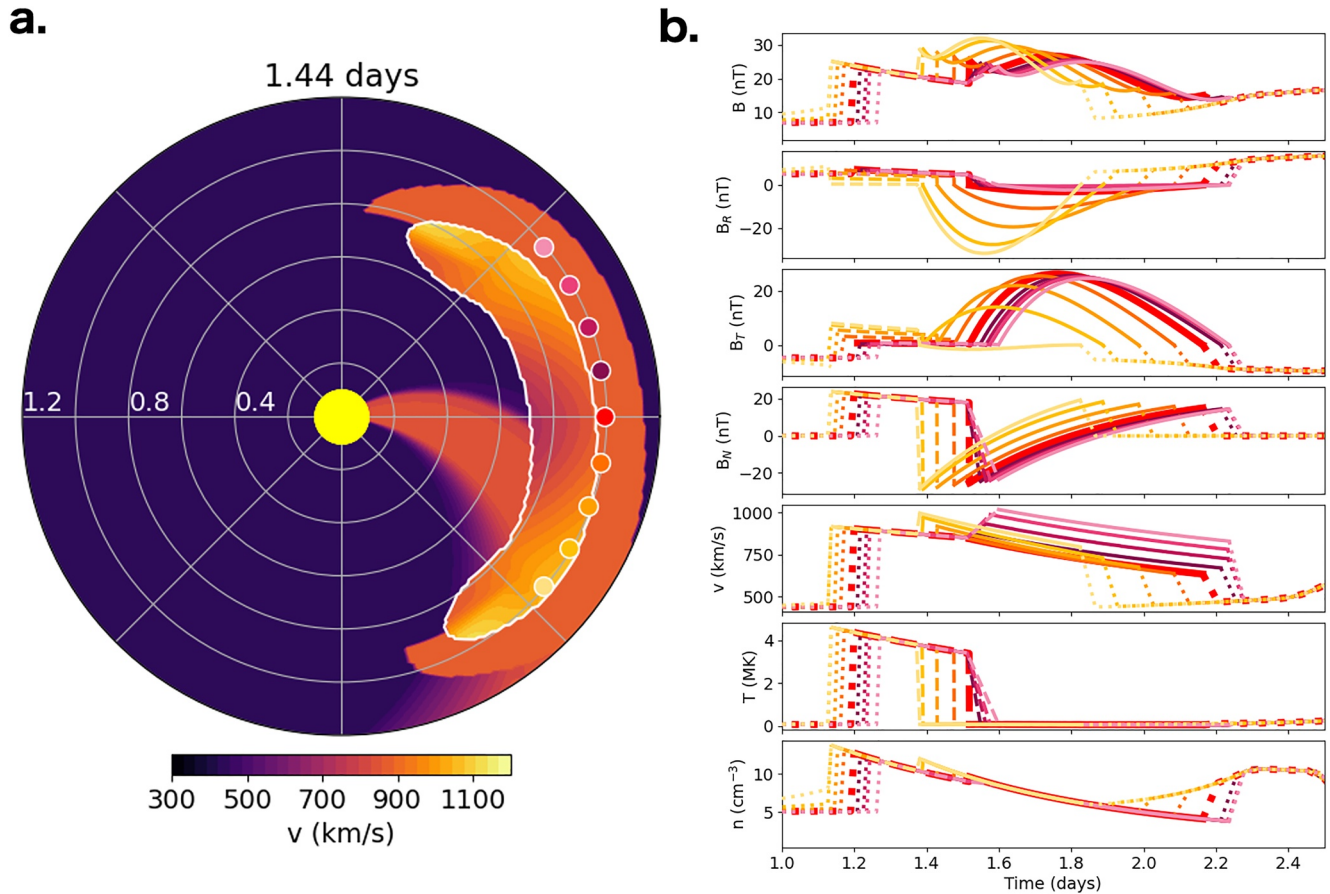 a.
1.44 days
1.2 0.8 0.4
300 500 700 900 1100
v (km/s)
b.
30
20
10
B (nT)
0
−20
B_R (nT)
20
0
B_T (nT)
20
0
−20
B_N (nT)
1000
750
500
v (km/s)
4
2
0
T (MK)
10
5
n (cm⁻³)
1.0 1.2 1.4 1.6 1.8 2.0 2.2 2.4
Time (days)